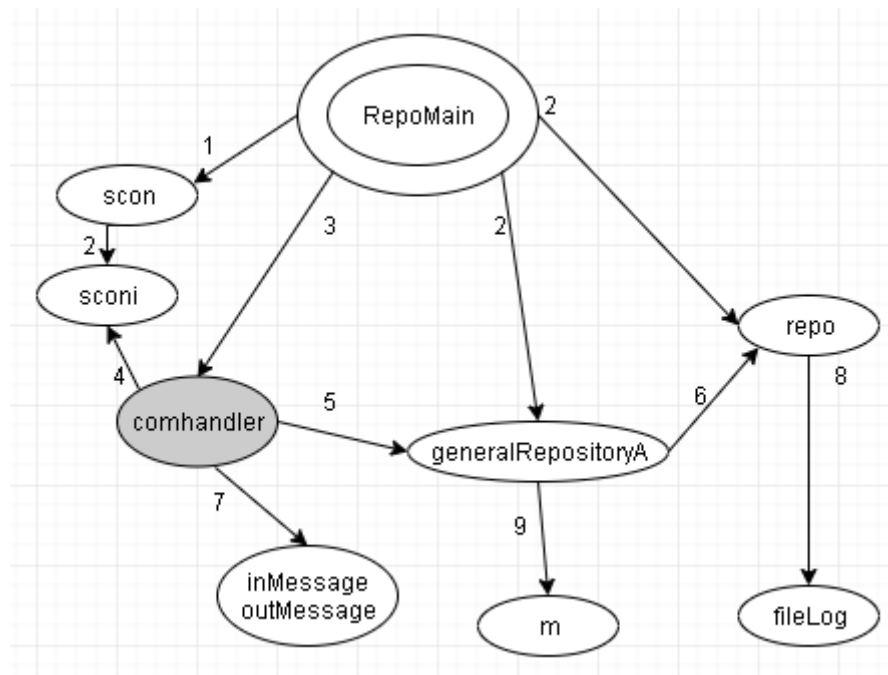 RepoMain
2
1
scon
3
2
2
sconi
repo
4
8
5
6
comhandler
generalRepositoryA
7
9
inMessage
outMessage
m
fileLog